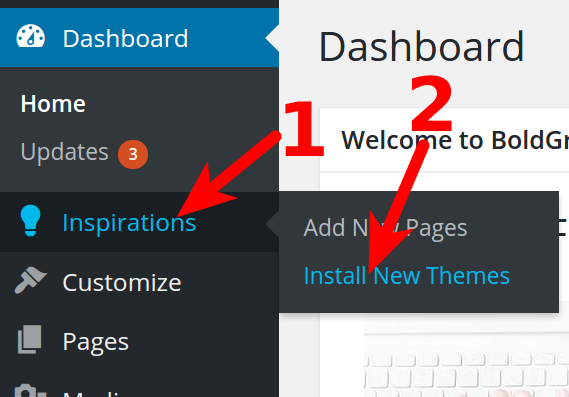 Dashboard
Home
Updates 3
Inspirations
Customize
Pages
Dashboard
Welcome to BoldGr
1
2
Add New Pages
Install New Themes